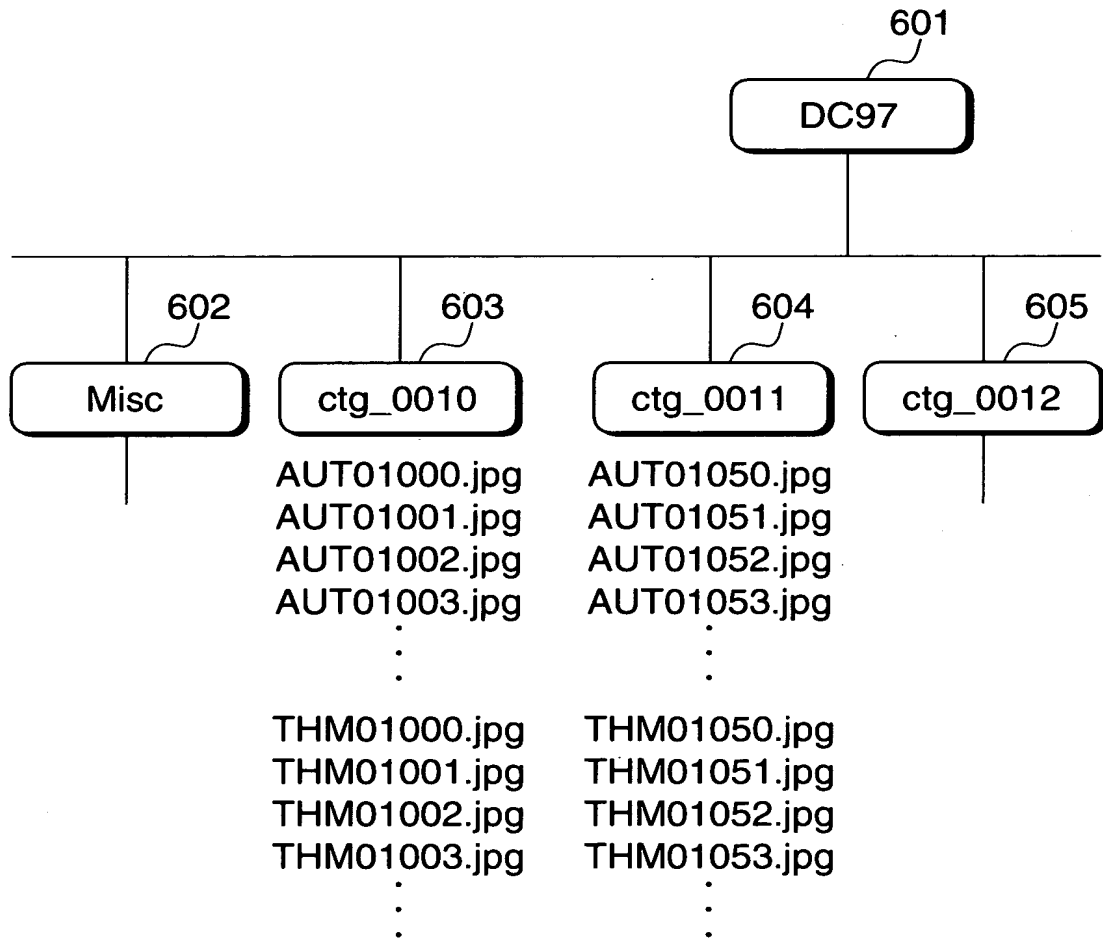 601
DC97
602
603
604
605
Misc
ctg_0010
ctg_0011
ctg_0012
AUT01000.jpg
AUT01001.jpg
AUT01002.jpg
AUT01003.jpg
THM01000.jpg
THM01001.jpg
THM01002.jpg
THM01003.jpg
AUT01050.jpg
AUT01051.jpg
AUT01052.jpg
AUT01053.jpg
THM01050.jpg
THM01051.jpg
THM01052.jpg
THM01053.jpg